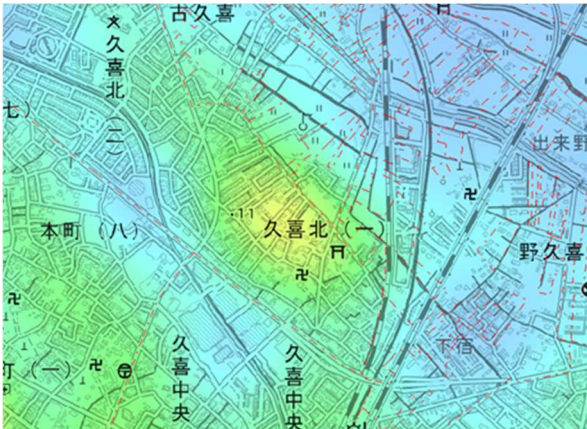 古久喜
久喜北（二）
七）
出来野
・11
久喜北（一）
本町（八）
野久喜
下宿
町（一）
久喜中央
久喜中央